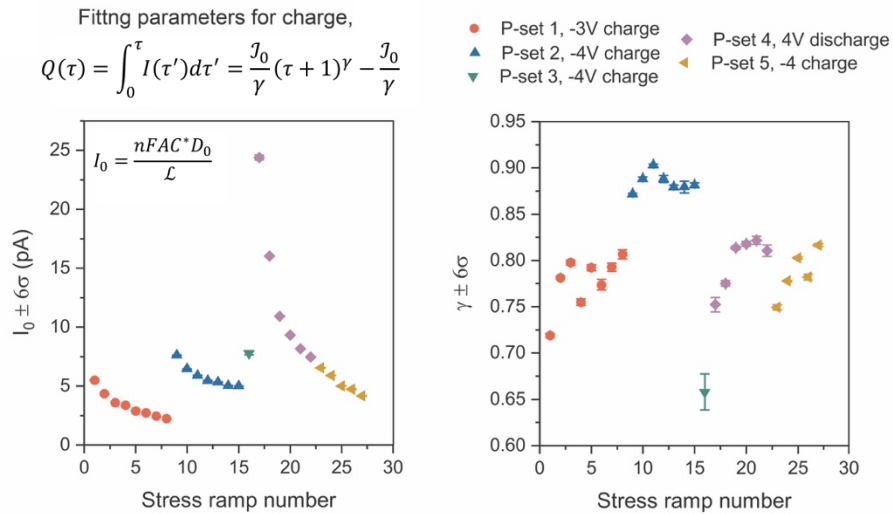 Fittng parameters for charge,
Q(τ) = ∫₀^τ I(τ′)dτ′ = ℐ₀/γ (τ + 1)^γ − ℐ₀/γ
P-set 1, -3V charge
P-set 2, -4V charge
P-set 3, -4V charge
P-set 4, 4V discharge
P-set 5, -4 charge
I₀ = nFAC*D₀/ℒ
I₀ ± 6σ (pA)
25
20
15
10
5
0
0 5 10 15 20 25 30
Stress ramp number
γ ± 6σ
0.95
0.90
0.85
0.80
0.75
0.70
0.65
0.60
0 5 10 15 20 25 30
Stress ramp number